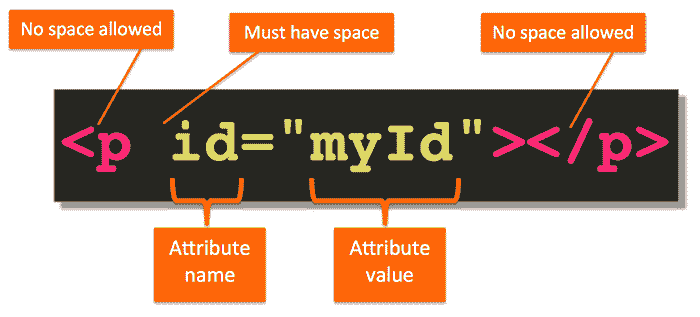 No space allowed
Must have space
No space allowed
<p id="myId"></p>
Attribute
name
Attribute
value